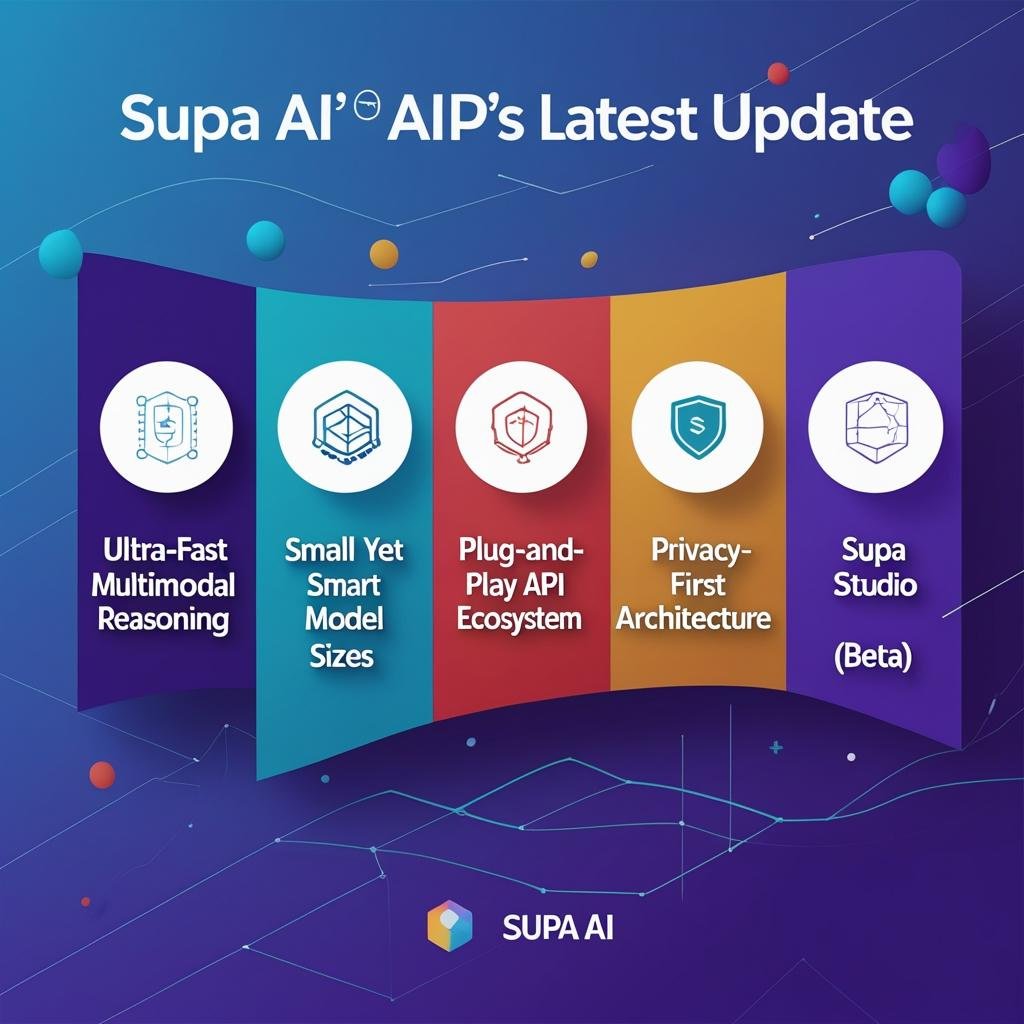 Supa AI' AIP's Latest Update
Ultra-Fast
Multimodal
Reasoning
Small Yet
Smart
Model
Sizes
Plug-and-
Play API
Ecosystem
Privacy-
First
Architecture
Supa
Studio
(Beta)
S
SUPA AI